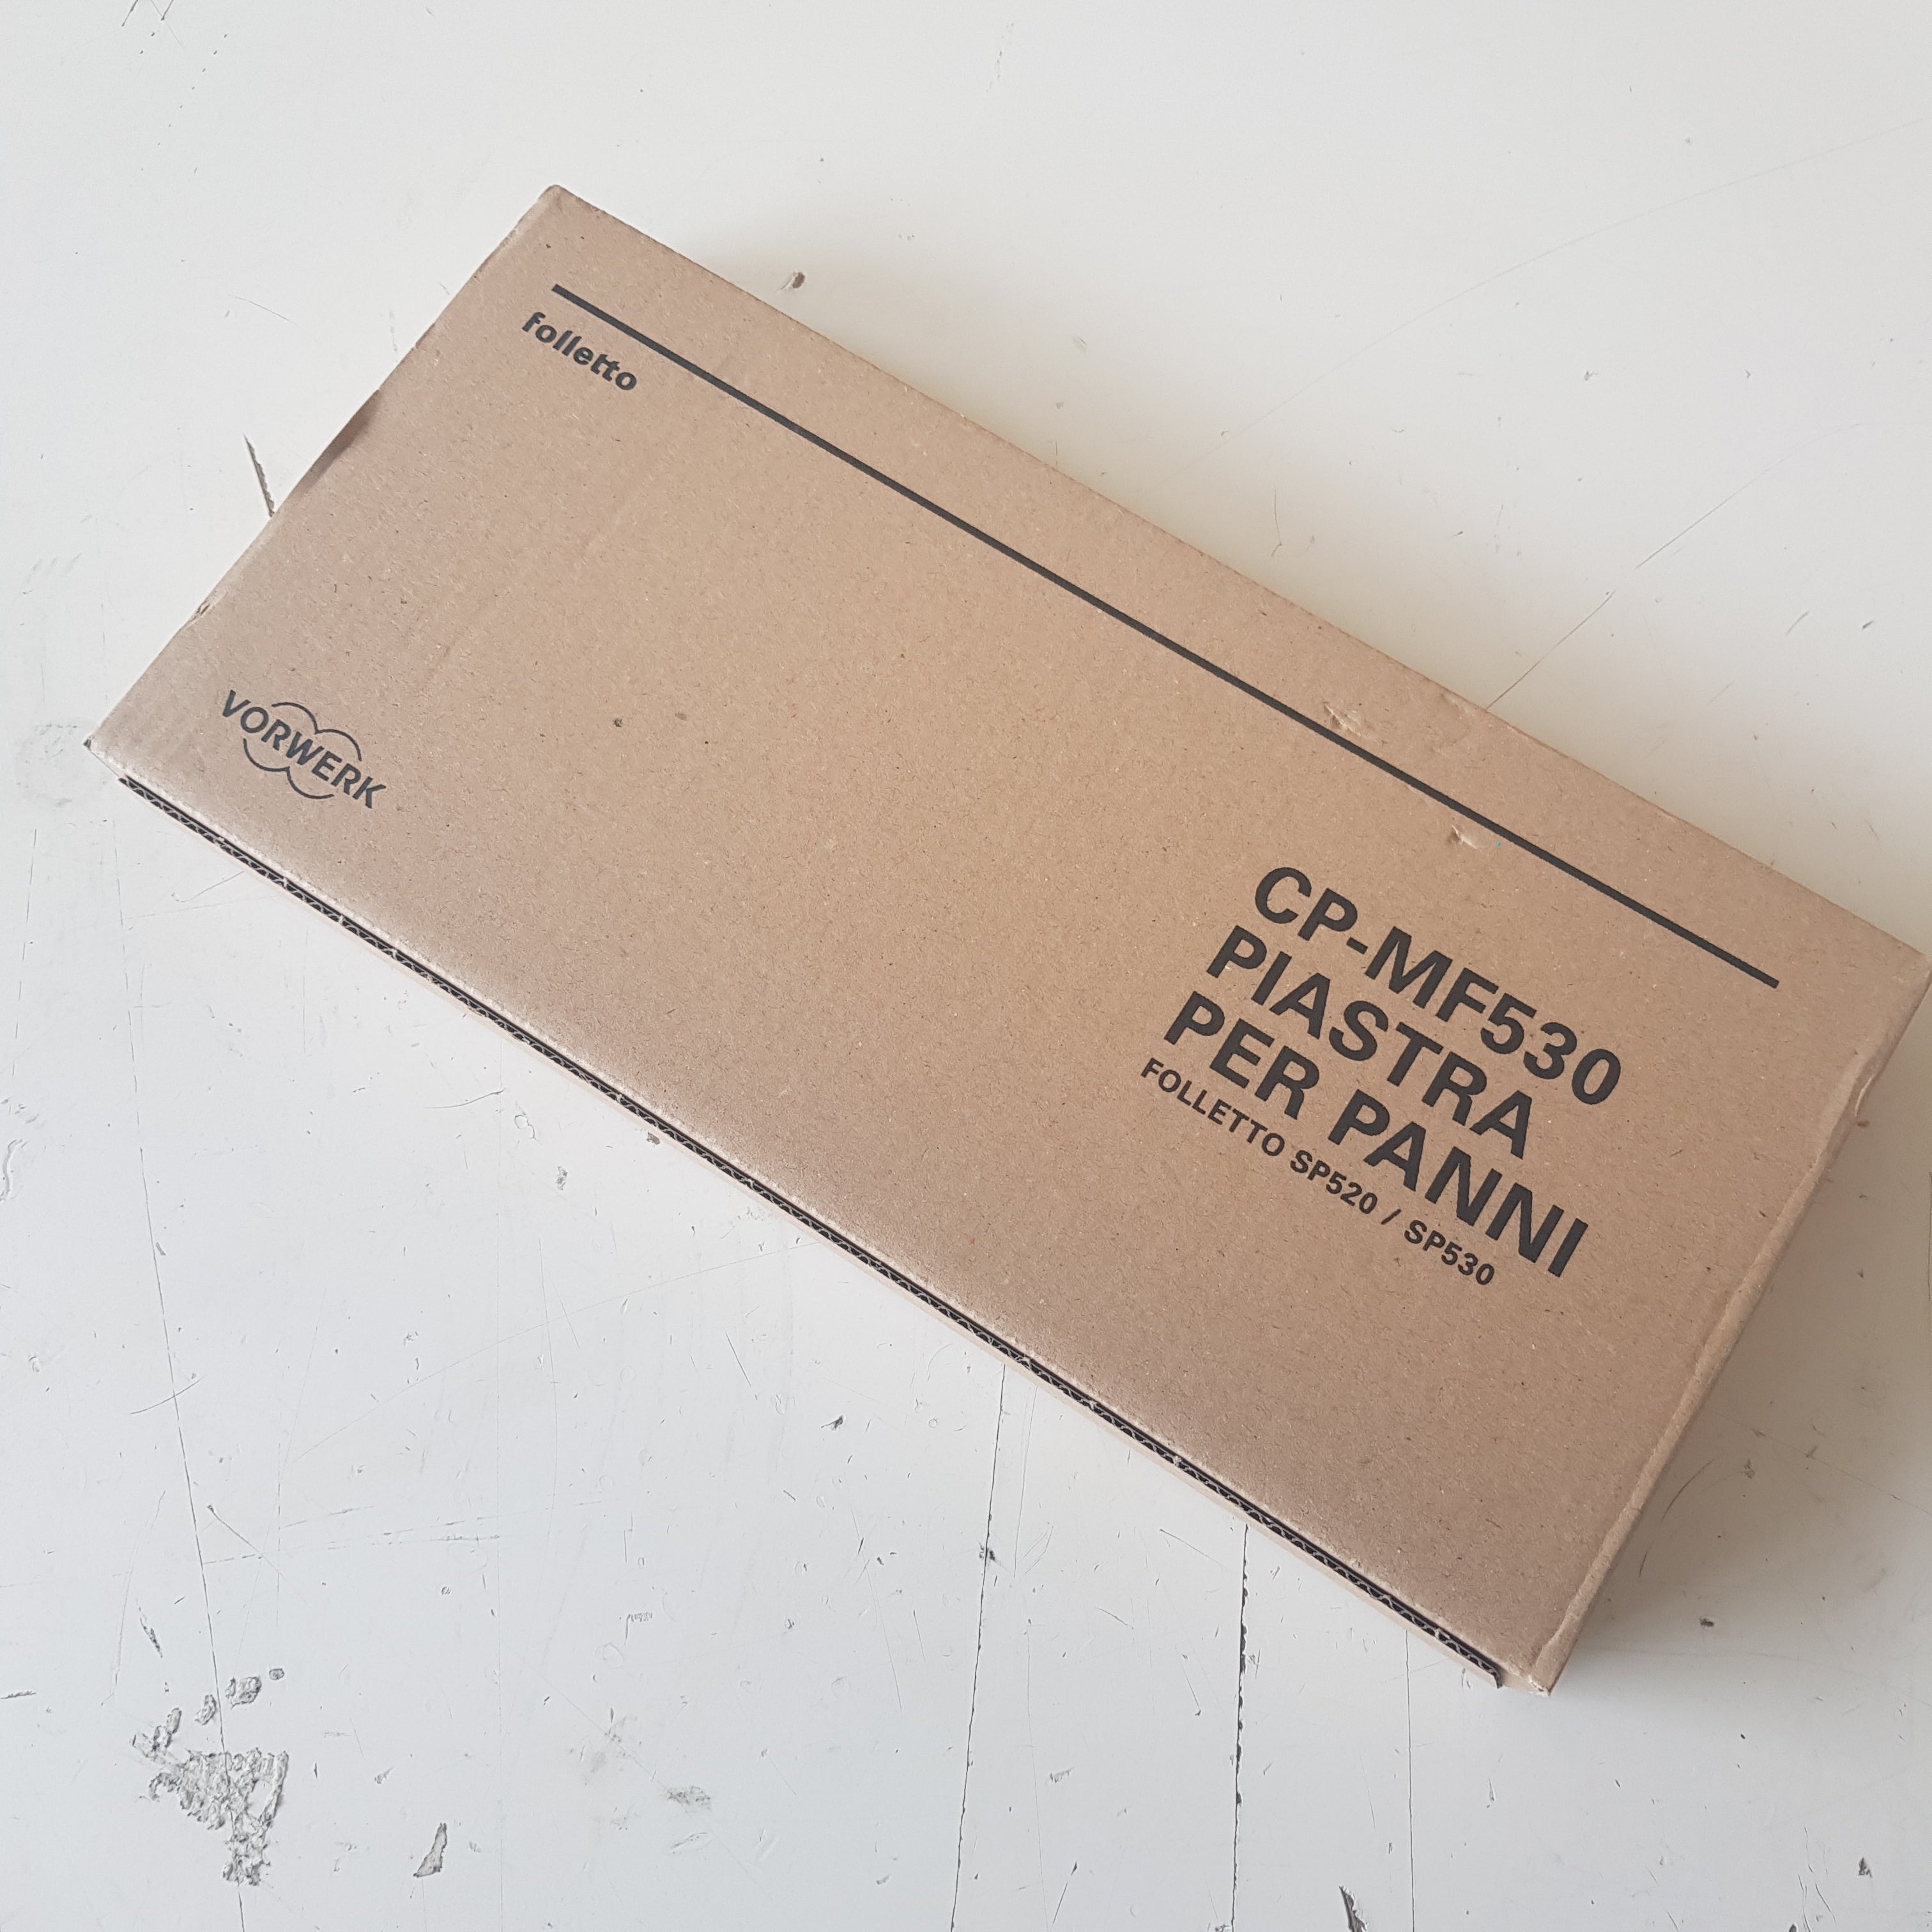 folletto
VORWERK
CP-MF530
PIASTRA
PER PANNI
FOLLETTO SP520 / SP530